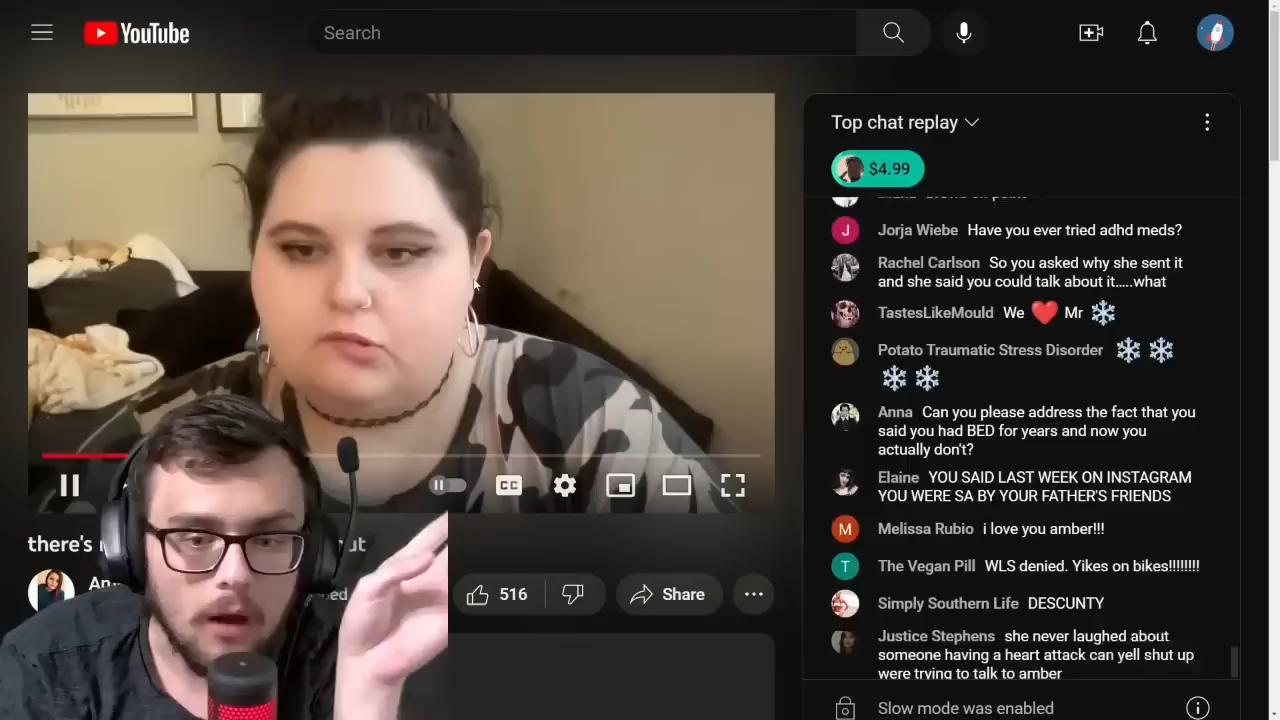 YouTube
Search
Top chat replay
$4.99
Jorja Wiebe Have you ever tried adhd meds?
Rachel Carlson So you asked why she sent it
and she said you could talk about it.....what
TastesLikeMould We ❤️ Mr ❄️
Potato Traumatic Stress Disorder ❄️ ❄️
❄️ ❄️
Anna Can you please address the fact that you
said you had BED for years and now you
actually don't?
Elaine YOU SAID LAST WEEK ON INSTAGRAM
YOU WERE SA BY YOUR FATHER'S FRIENDS
J
M
Melissa Rubio i love you amber!!!
T
The Vegan Pill WLS denied. Yikes on bikes!!!!!!!!
Simply Southern Life DESCUNTY
Justice Stephens she never laughed about
someone having a heart attack can yell shut up
were trying to talk to amber
Slow mode was enabled
CC
there's
516
Share